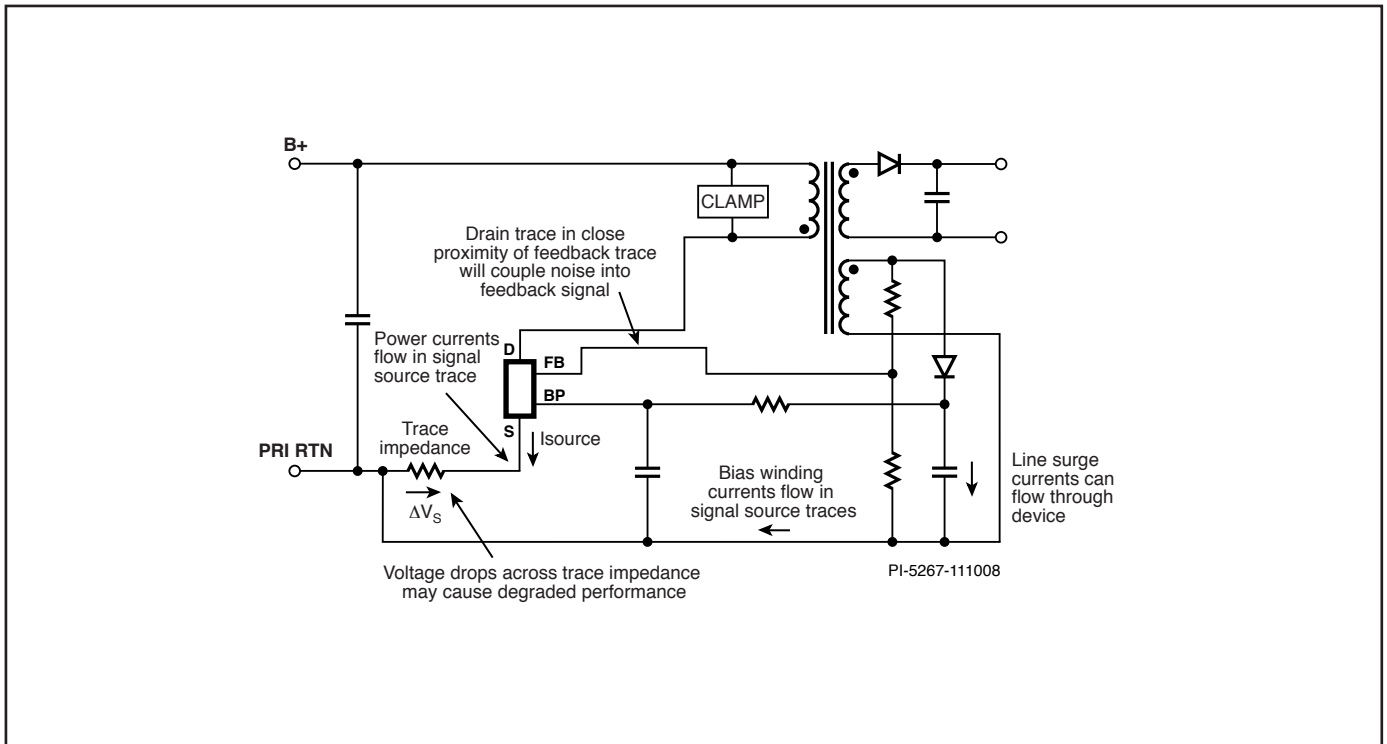 B+
CLAMP
Drain trace in close
proximity of feedback trace
will couple noise into
feedback signal
Power currents
flow in signal
source trace
D
FB
BP
S
Isource
Trace
impedance
PRI RTN
ΔVS
Bias winding
currents flow in
signal source traces
Line surge
currents can
flow through
device
Voltage drops across trace impedance
may cause degraded performance
PI-5267-111008